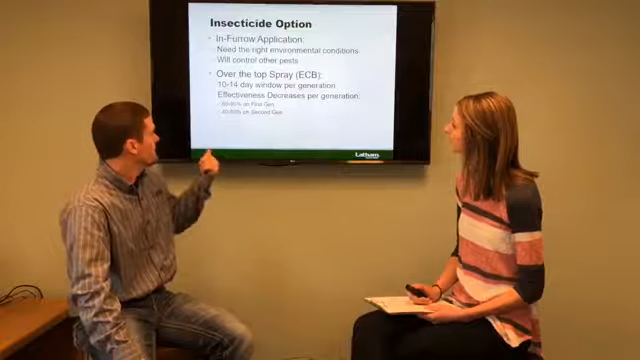 Insecticide Option
• In-Furrow Application:
- Need the right environmental conditions
- Will control other pests
• Over the top Spray (ECB):
- 10-14 day window per generation
- Effectiveness Decreases per generation:
on First Gen
on Second Gen
Latham